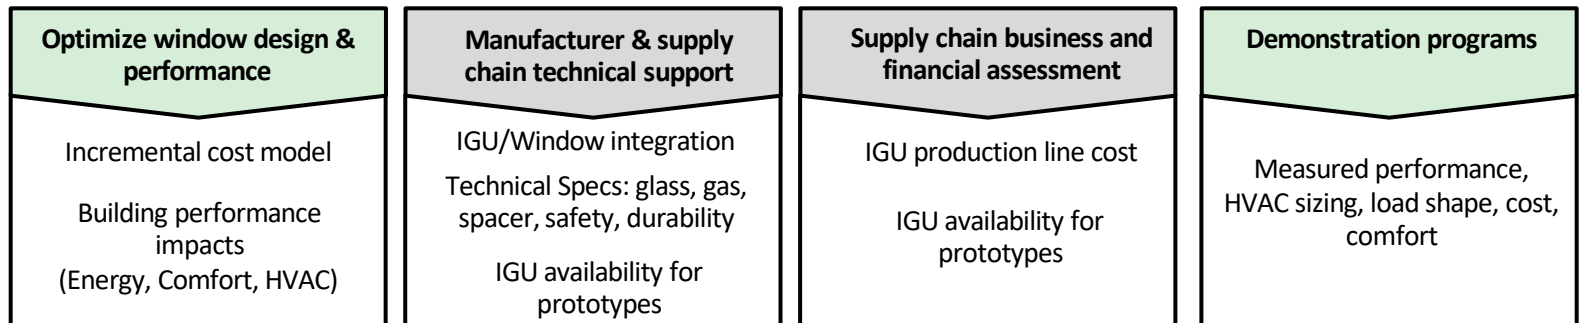 Optimize window design &
performance
Incremental cost model
Building performance
impacts
(Energy, Comfort, HVAC)
Manufacturer & supply
chain technical support
IGU/Window integration
Technical Specs: glass, gas,
spacer, safety, durability
IGU availability for
prototypes
Supply chain business and
financial assessment
IGU production line cost
IGU availability for
prototypes
Demonstration programs
Measured performance,
HVAC sizing, load shape, cost,
comfort